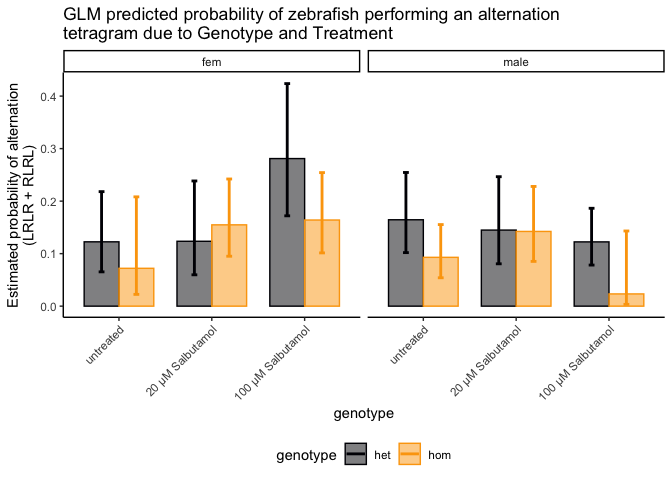 GLM predicted probability of zebrafish performing an alternation
tetragram due to Genotype and Treatment
fem
male
Estimated probability of alternation
(LRLR + RLRL)
0.4
0.3
0.2
0.1
0.0
untreated
20 µM Salbutamol
100 µM Salbutamol
untreated
20 µM Salbutamol
100 µM Salbutamol
genotype
genotype
het
hom